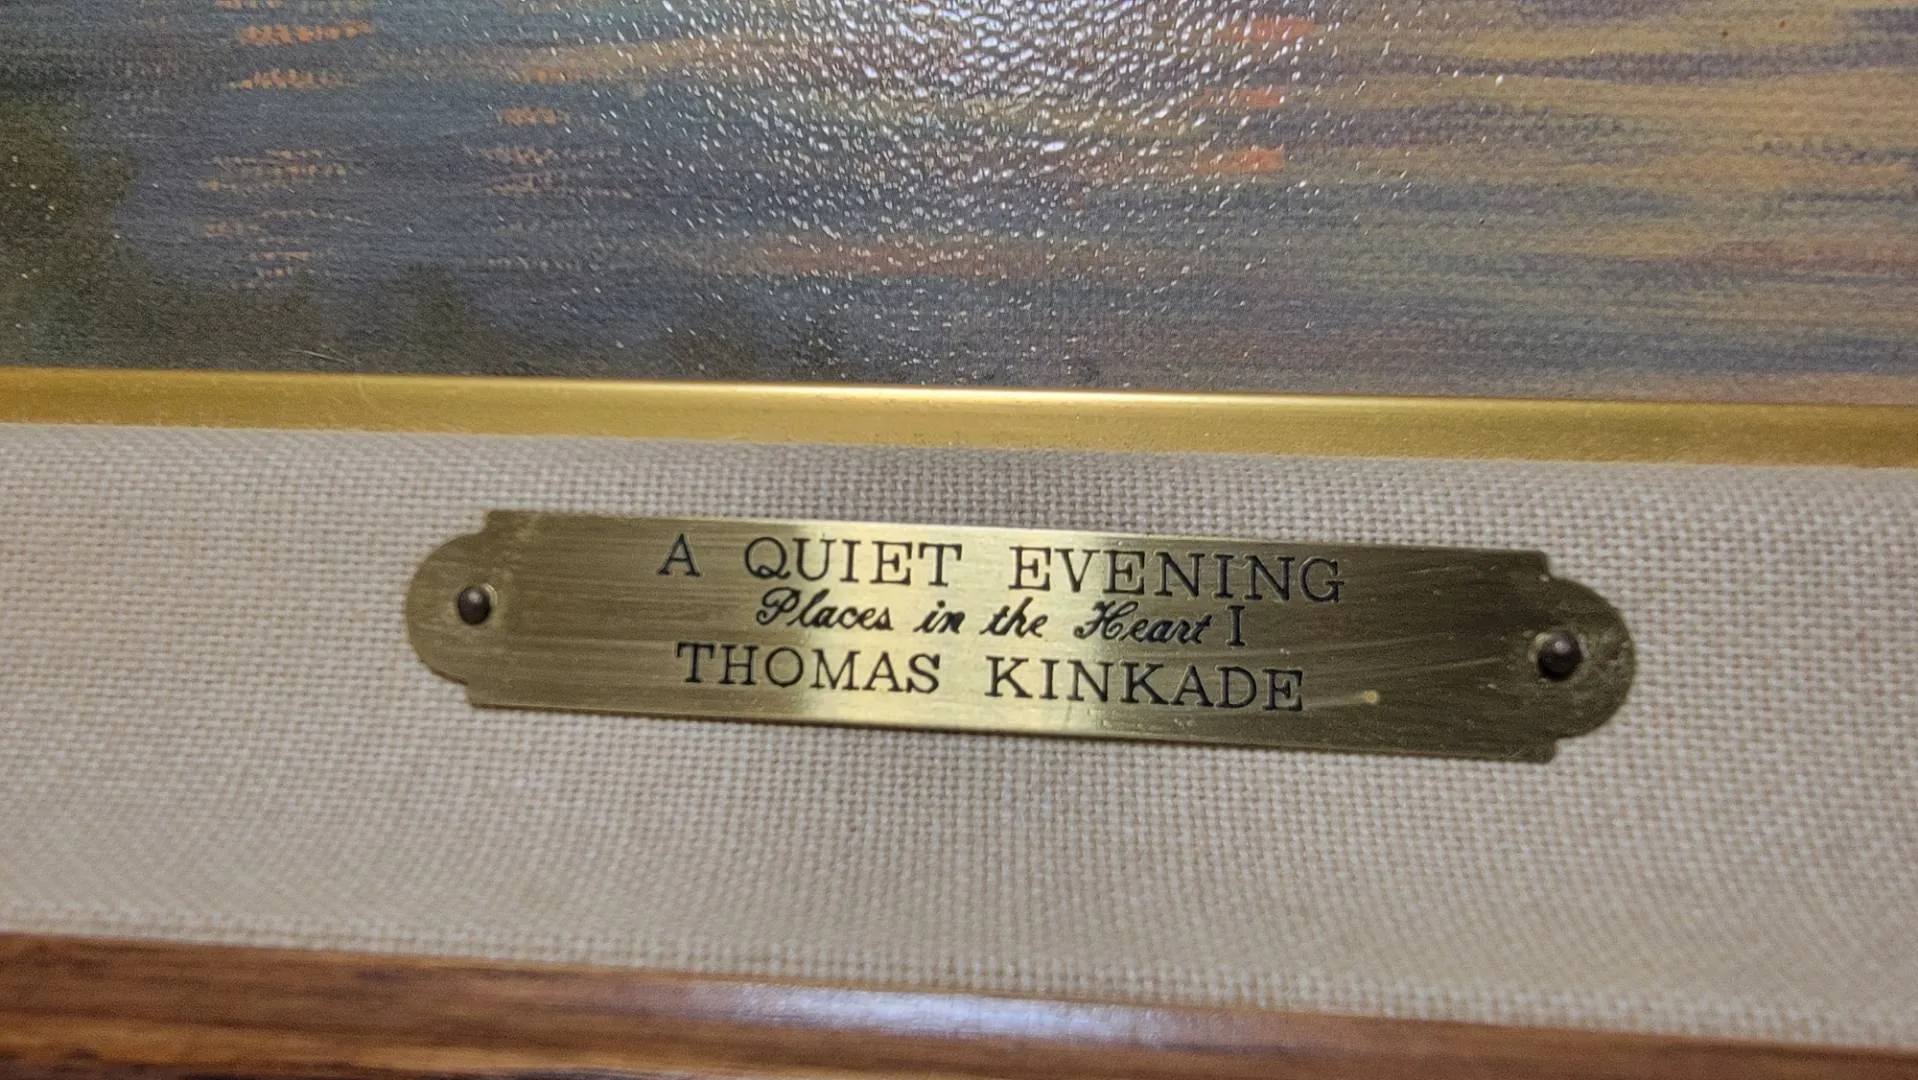 A QUIET EVENING
Places in the Heart I
THOMAS KINKADE